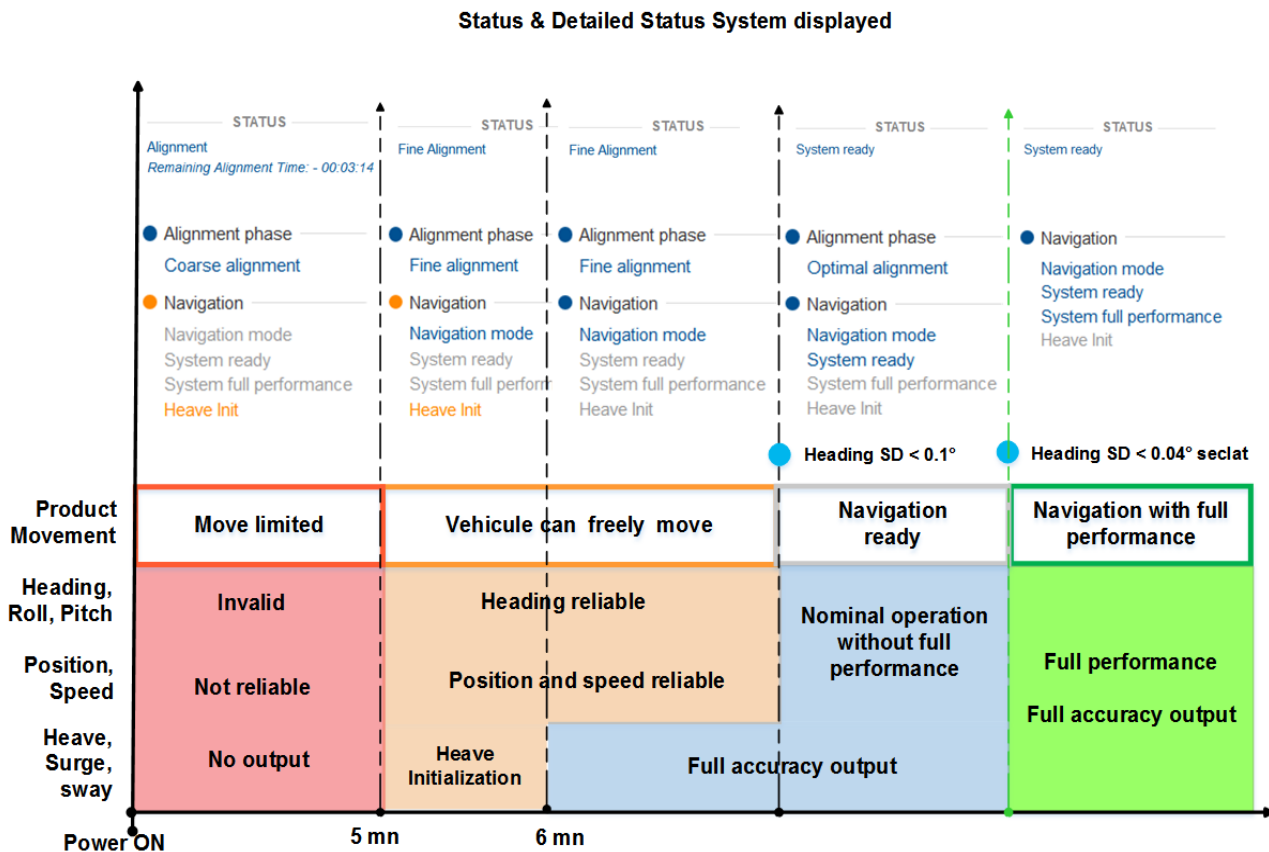 Status & Detailed Status System displayed
STATUS
Alignment
Remaining Alignment Time: - 00:03:14
Alignment phase
Coarse alignment
Navigation
Navigation mode
System ready
System full performance
Heave Init
STATUS
Fine Alignment
Alignment phase
Fine alignment
Navigation
Navigation mode
System ready
System full perforr
Heave Init
STATUS
Fine Alignment
Alignment phase
Fine alignment
Navigation
Navigation mode
System ready
System full performance
Heave Init
STATUS
System ready
Alignment phase
Optimal alignment
Navigation
Navigation mode
System ready
System full performance
Heave Init
STATUS
System ready
Navigation
Navigation mode
System ready
System full performance
Heave Init
Heading SD < 0.1°
Heading SD < 0.04° seclat
Product
Movement
Move limited
Vehicule can freely move
Navigation
ready
Navigation with full
performance
Heading,
Roll, Pitch
Invalid
Heading reliable
Nominal operation
without full
performance
Position,
Speed
Not reliable
Position and speed reliable
Full performance
Full accuracy output
Heave,
Surge,
sway
No output
Heave
Initialization
Full accuracy output
Power ON
5 mn
6 mn